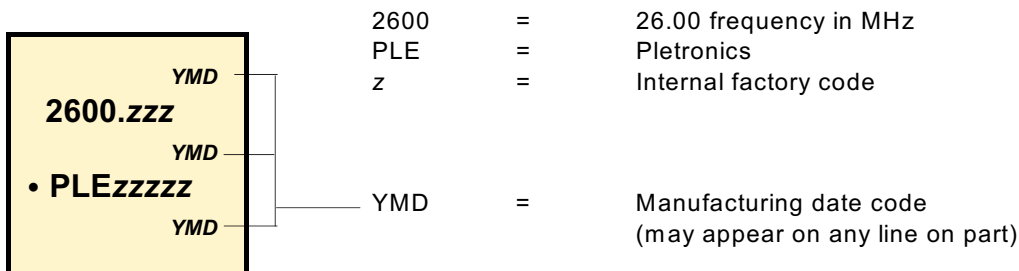 2600 = 26.00 frequency in MHz
PLE = Pletronics
z = Internal factory code
YMD
2600.zzz
YMD
• PLEzzzzz
YMD
YMD = Manufacturing date code
(may appear on any line on part)